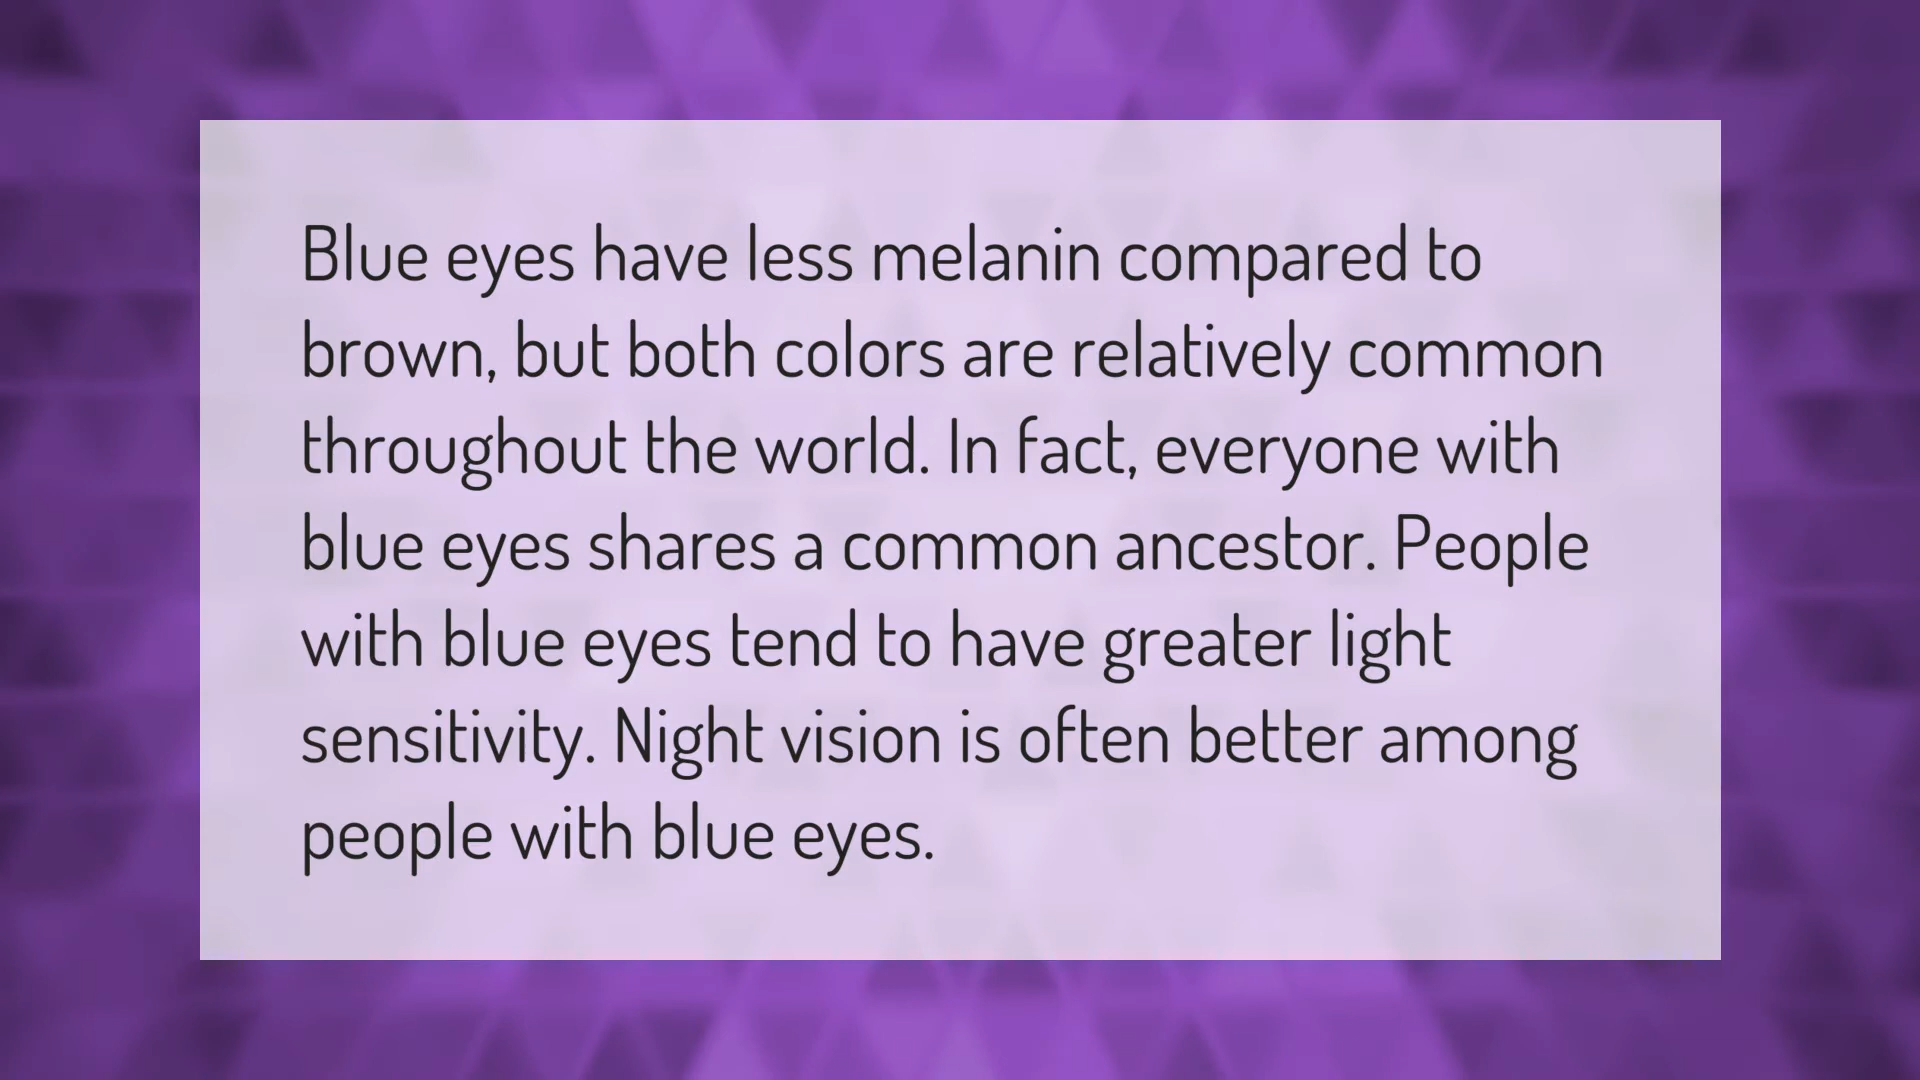 Blue eyes have less melanin compared to
brown, but both colors are relatively common
throughout the world. In fact, everyone with
blue eyes shares a common ancestor. People
with blue eyes tend to have greater light
sensitivity. Night vision is often better among
people with blue eyes.